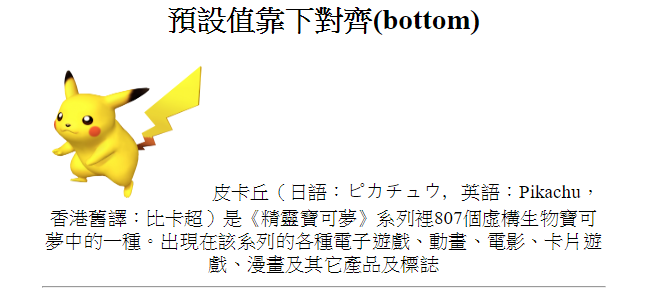 預設值靠下對齊(bottom)
皮卡丘（日語：ピカチュウ，英語：Pikachu，
香港舊譯：比卡超）是《精靈寶可夢》系列裡807個虛構生物寶可
夢中的一種。出現在該系列的各種電子遊戲、動畫、電影、卡片遊
戲、漫畫及其它產品及標誌